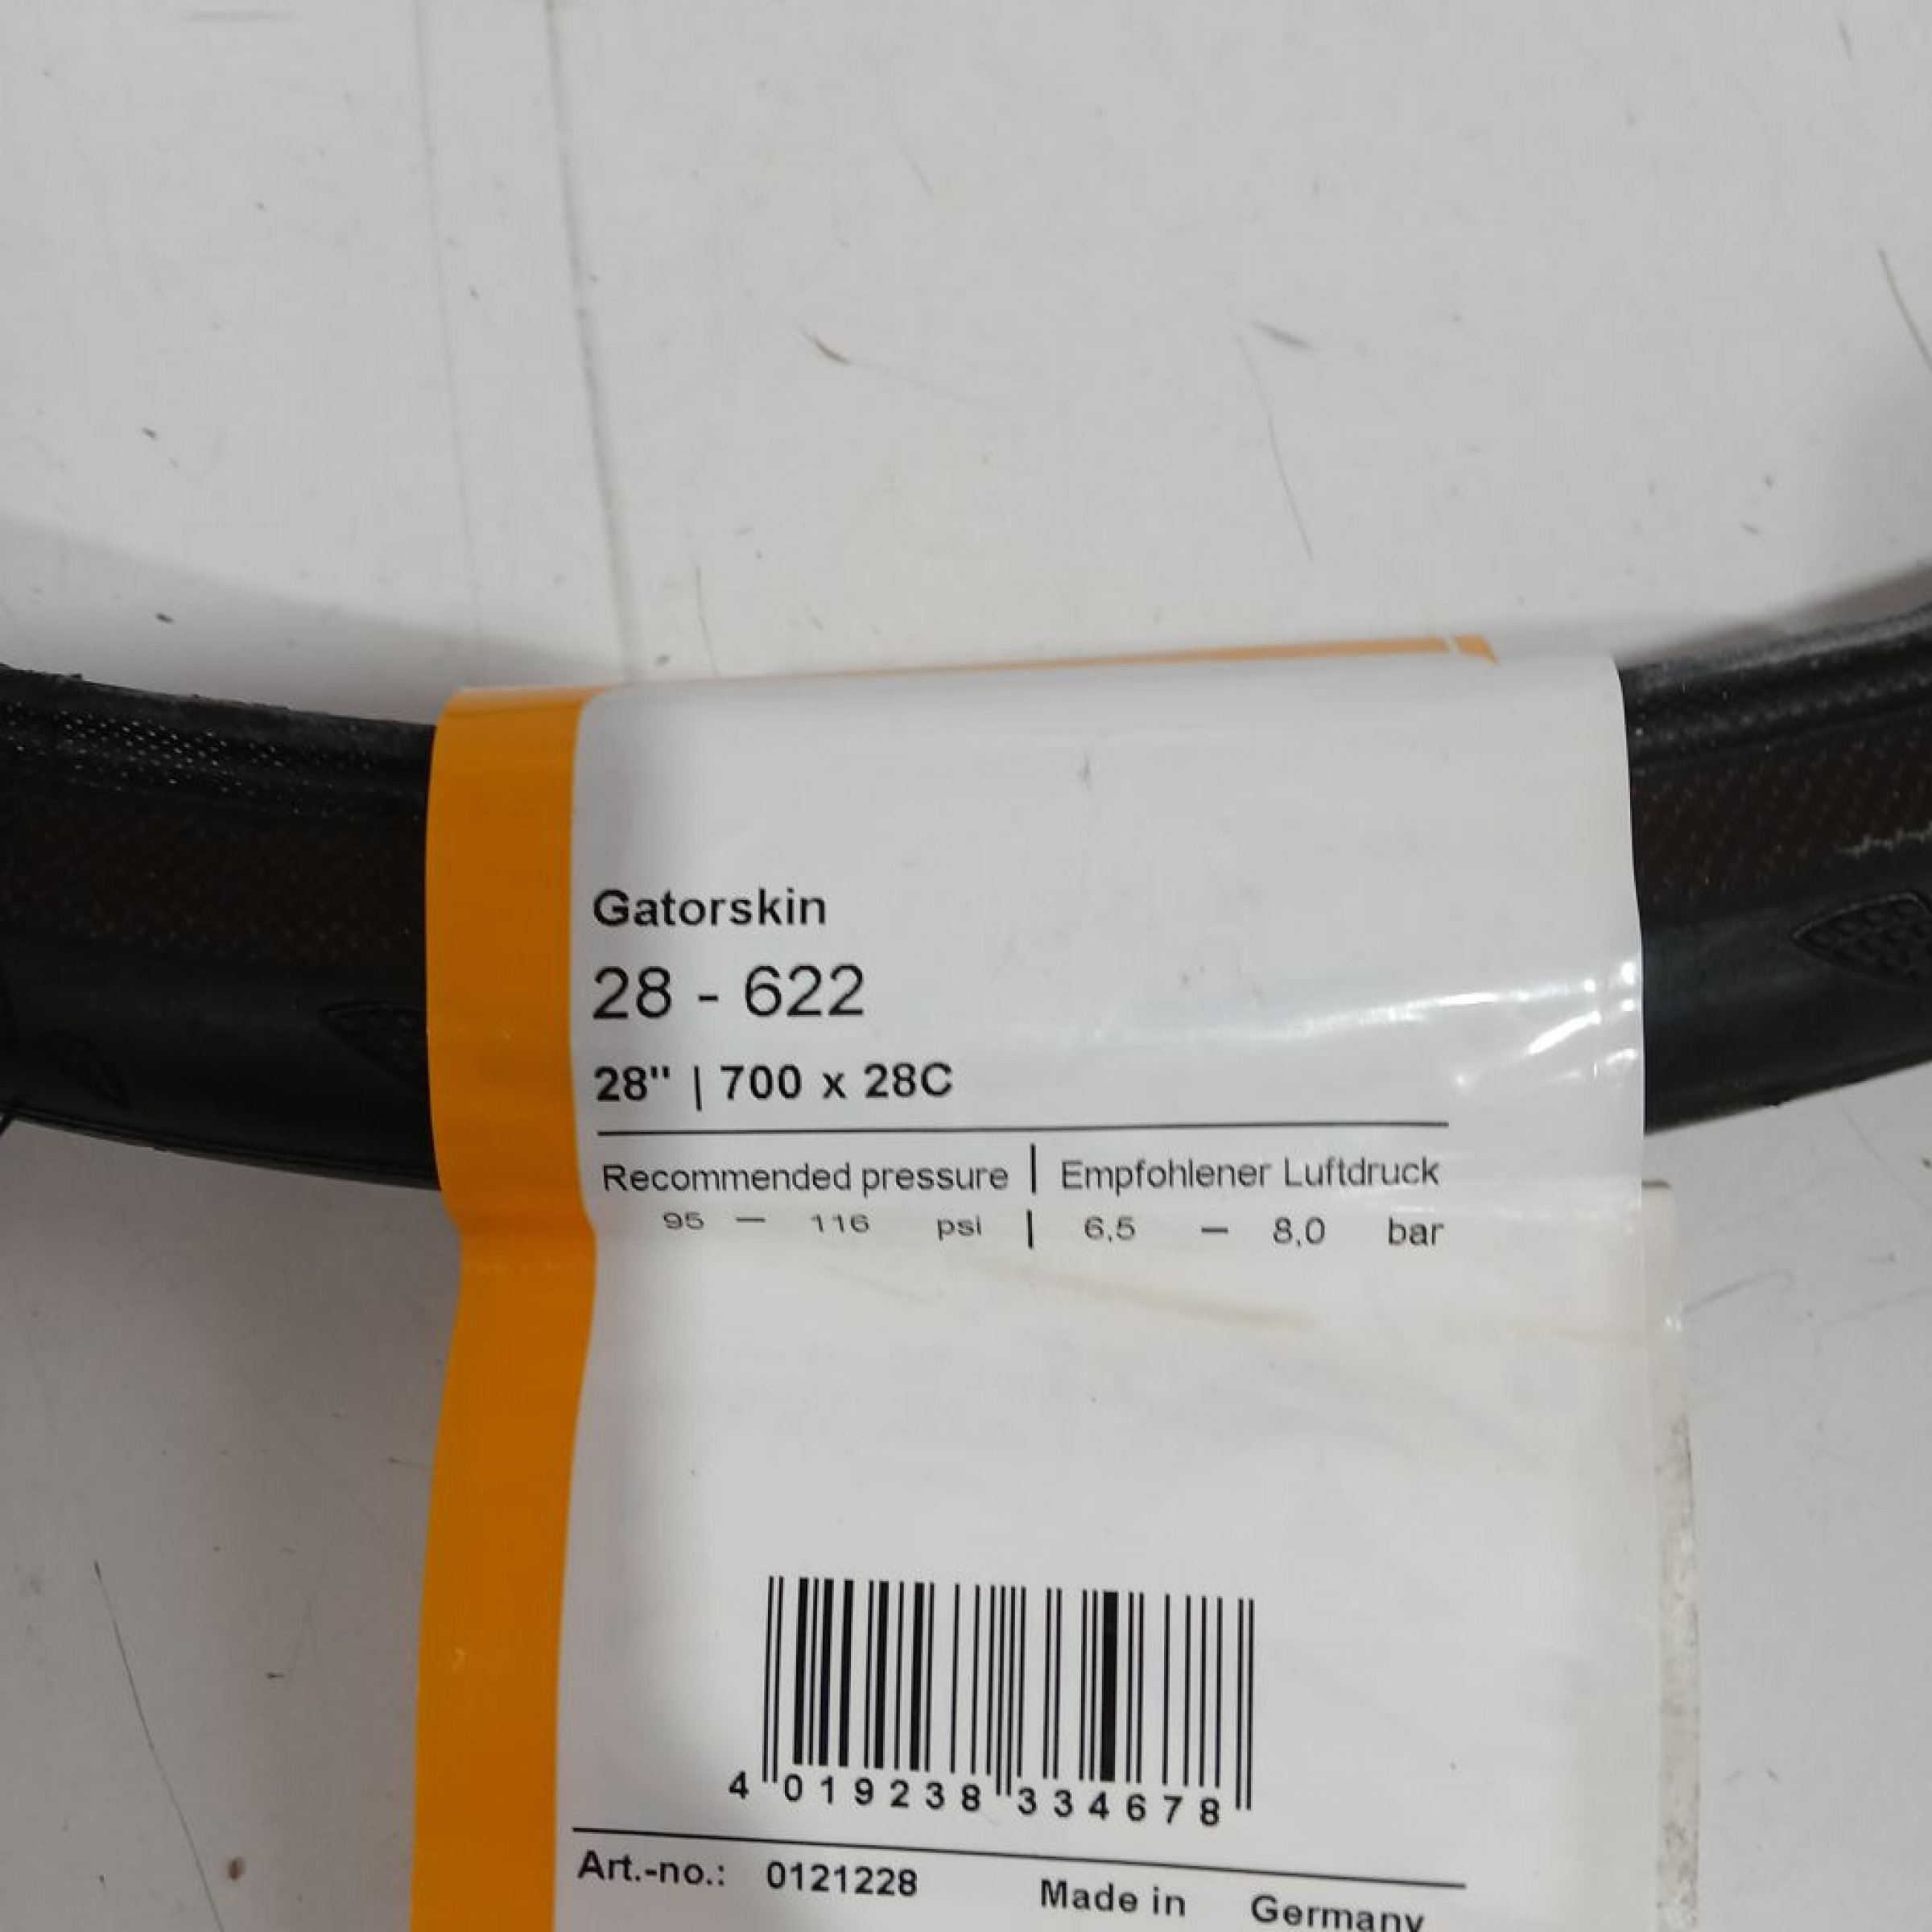 Gatorskin
28 - 622
28" | 700 x 28C
Recommended pressure | Empfohlener Luftdruck
95 — 116 psi | 6,5 — 8,0 bar
4 019238 334678
Art.-no.: 0121228 Made in Germany